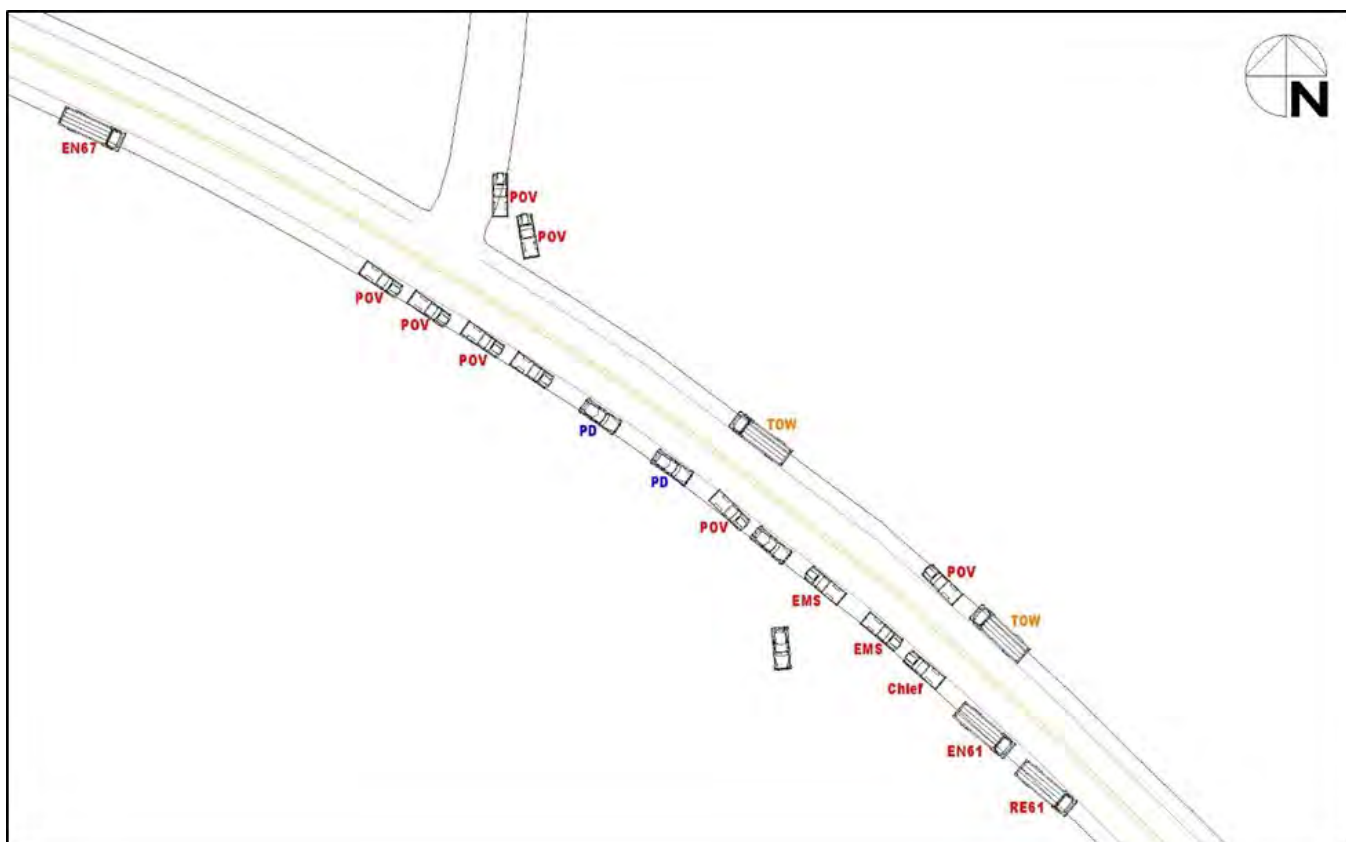 N
EN67
POV
POV
POV
POV
POV
TOW
PD
PD
POV
POV
EMS
TOW
EMS
Chief
EN61
RE61